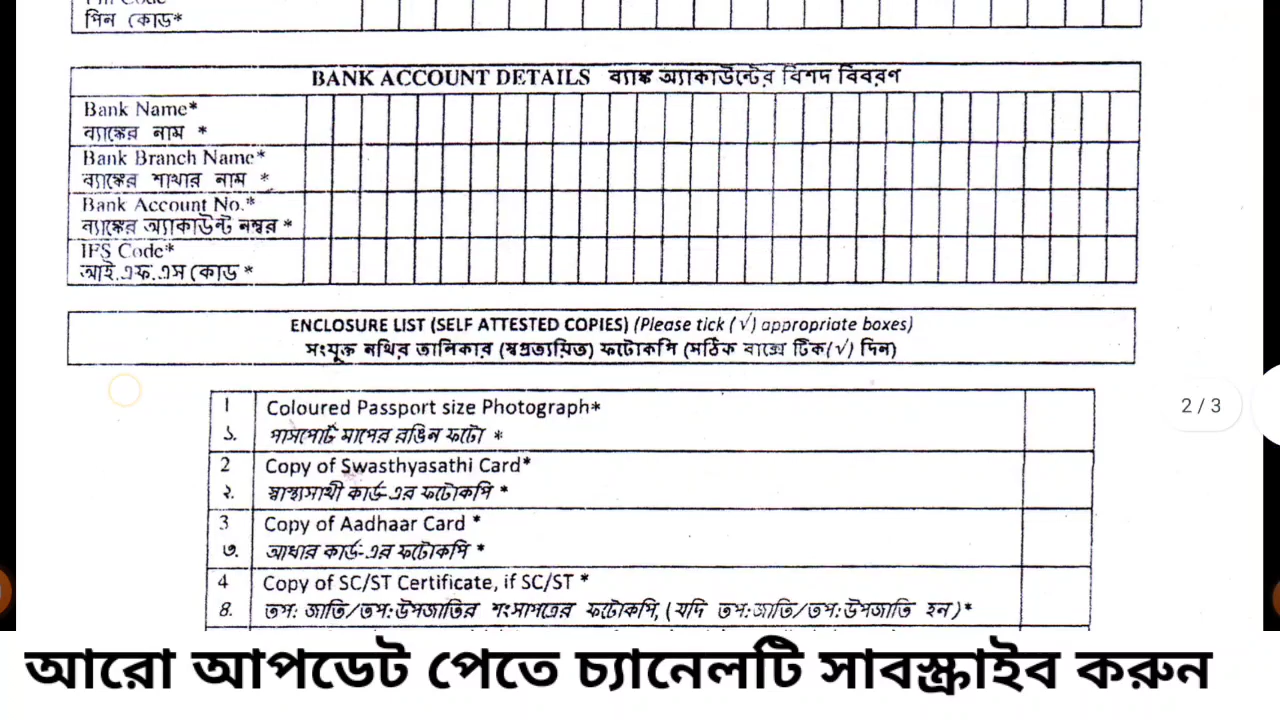 পিন কোড*
BANK ACCOUNT DETAILS ব্যাঙ্ক অ্যাকাউন্টের বিশদ বিবরণ
Bank Name*
ব্যাঙ্কের নাম *
Bank Branch Name*
ব্যাঙ্কের শাখার নাম *
Bank Account No.*
ব্যাঙ্কের অ্যাকাউন্ট নম্বর *
IFS Code*
আই.এফ.এস কোড *
ENCLOSURE LIST (SELF ATTESTED COPIES) (Please tick (√) appropriate boxes)
সংযুক্ত নথির তালিকার (স্বপ্রত্যয়িত) ফটোকপি (সঠিক বাক্সে টিক(√) দিন)
1 Coloured Passport size Photograph*
১. পাসপোর্ট মাপের রঙিন ফটো *
2 Copy of Swasthyasathi Card*
২. স্বাস্থ্যসাথী কার্ড-এর ফটোকপি *
2 / 3
3 Copy of Aadhaar Card *
৩. আধার কার্ড-এর ফটোকপি *
4 Copy of SC/ST Certificate, if SC/ST *
৪. তপ: জাতি/তপ:উপজাতির শংসাপত্রের ফটোকপি, (যদি তপ:জাতি/তপ:উপজাতি হন)*
আরো আপডেট পেতে চ্যানেলটি সাবস্ক্রাইব করুন